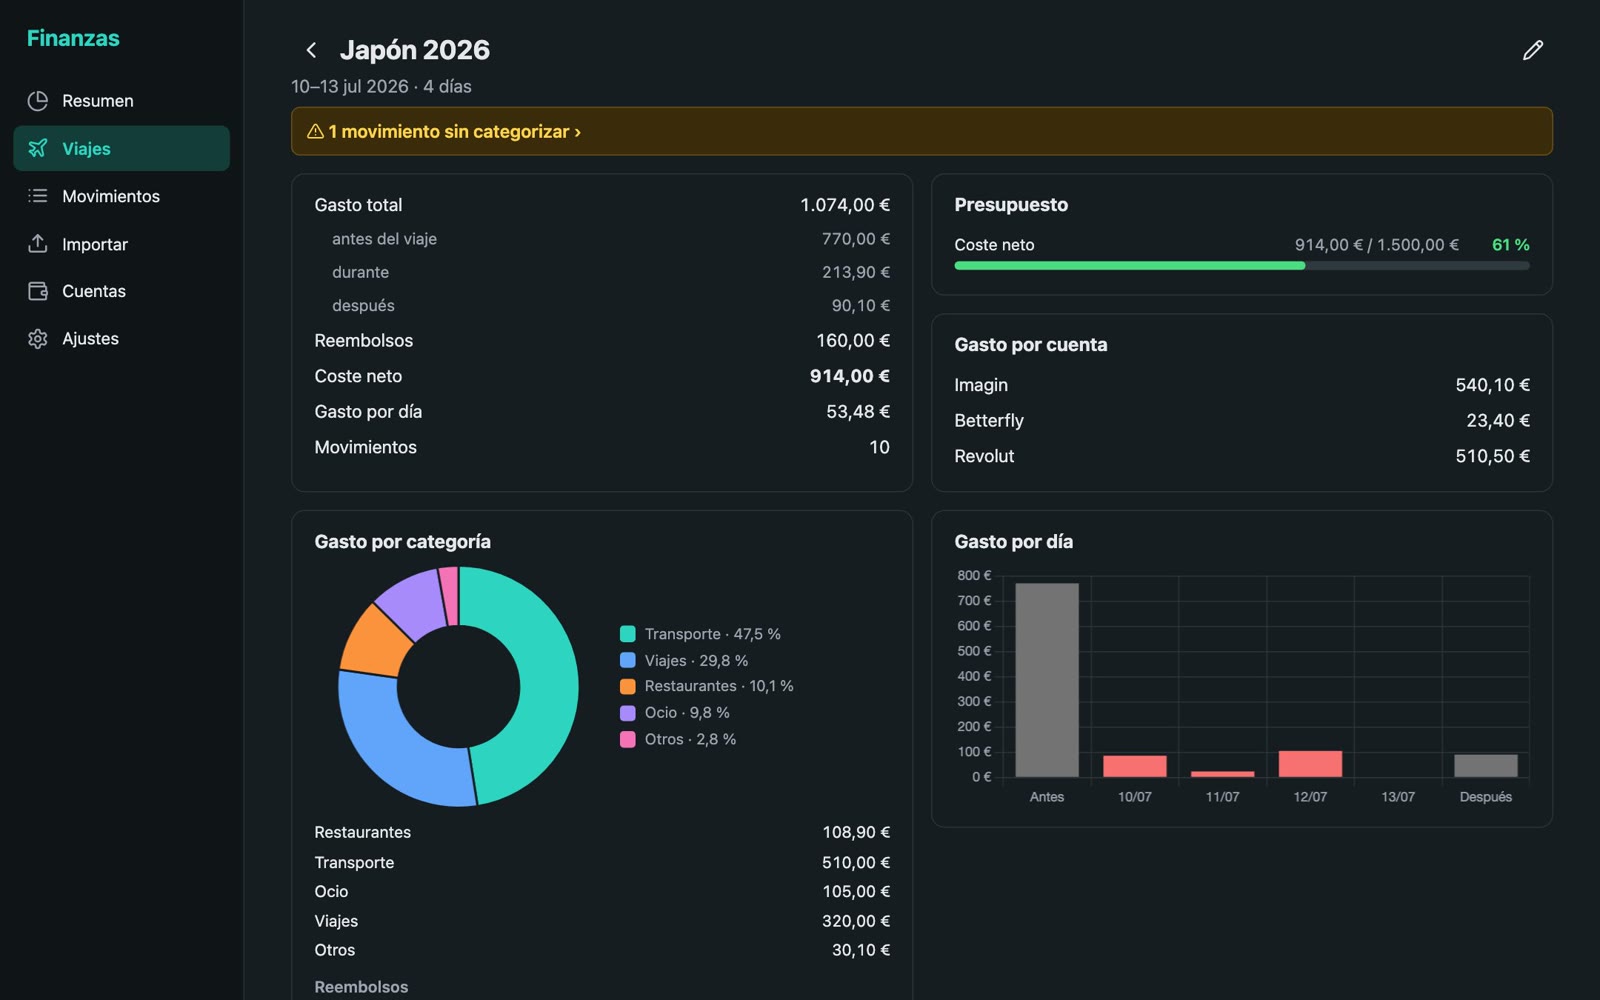 Finanzas
Resumen
Viajes
Movimientos
Importar
Cuentas
Ajustes
Japón 2026
10–13 jul 2026 · 4 días
1 movimiento sin categorizar ›
Gasto total 1.074,00 €
antes del viaje 770,00 €
durante 213,90 €
después 90,10 €
Reembolsos 160,00 €
Coste neto 914,00 €
Gasto por día 53,48 €
Movimientos 10
Presupuesto
Coste neto 914,00 € / 1.500,00 € 61 %
Gasto por cuenta
Imagin 540,10 €
Betterfly 23,40 €
Revolut 510,50 €
Gasto por categoría
Transporte · 47,5 %
Viajes · 29,8 %
Restaurantes · 10,1 %
Ocio · 9,8 %
Otros · 2,8 %
Restaurantes 108,90 €
Transporte 510,00 €
Ocio 105,00 €
Viajes 320,00 €
Otros 30,10 €
Reembolsos
Gasto por día
800 €
700 €
600 €
500 €
400 €
300 €
200 €
100 €
0 €
Antes 10/07 11/07 12/07 13/07 Después